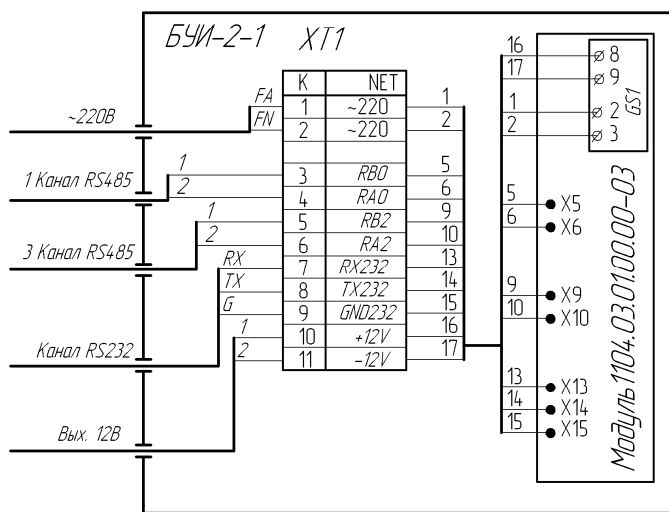 БУИ-2-1
XT1
K NET
1 ~220
2 ~220
3 RB0
4 RA0
5 RB2
6 RA2
7 RX232
8 TX232
9 GND232
10 +12V
11 -12V
~220В
FA
FN
1 Канал RS485
1
2
3 Канал RS485
1
2
Канал RS232
RX
TX
G
Вых. 12В
1
2
1
2
5
6
9
10
13
14
15
16
17
16 8
17 9
1 2
2 3
GS1
5 X5
6 X6
9 X9
10 X10
13 X13
14 X14
15 X15
Модуль 1104.03.01.00.00-03